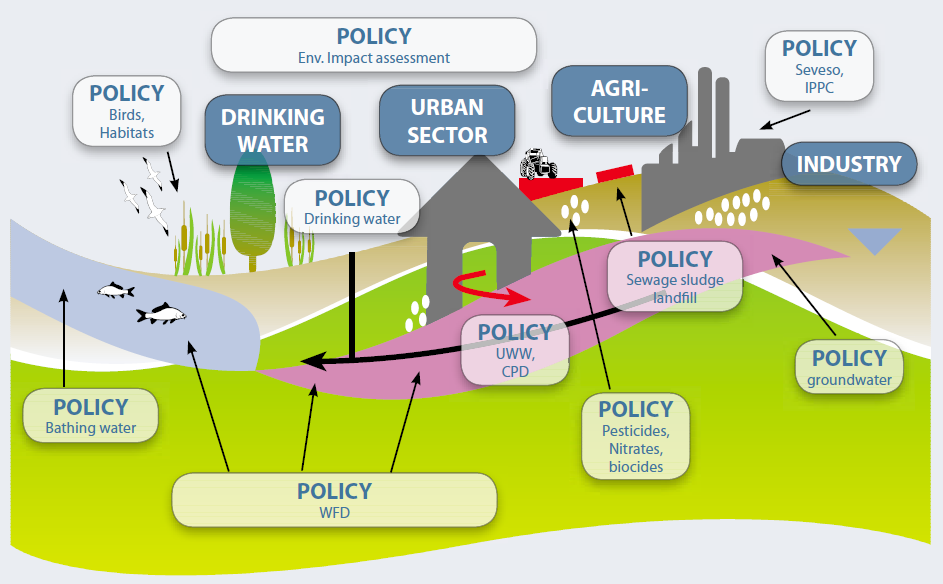 POLICY
Env. Impact assessment
POLICY
Seveso,
IPPC
POLICY
Birds,
Habitats
DRINKING
WATER
URBAN
SECTOR
AGRI-
CULTURE
INDUSTRY
POLICY
Drinking water
POLICY
Sewage sludge
landfill
POLICY
UWW,
CPD
POLICY
groundwater
POLICY
Bathing water
POLICY
Pesticides,
Nitrates,
biocides
POLICY
WFD